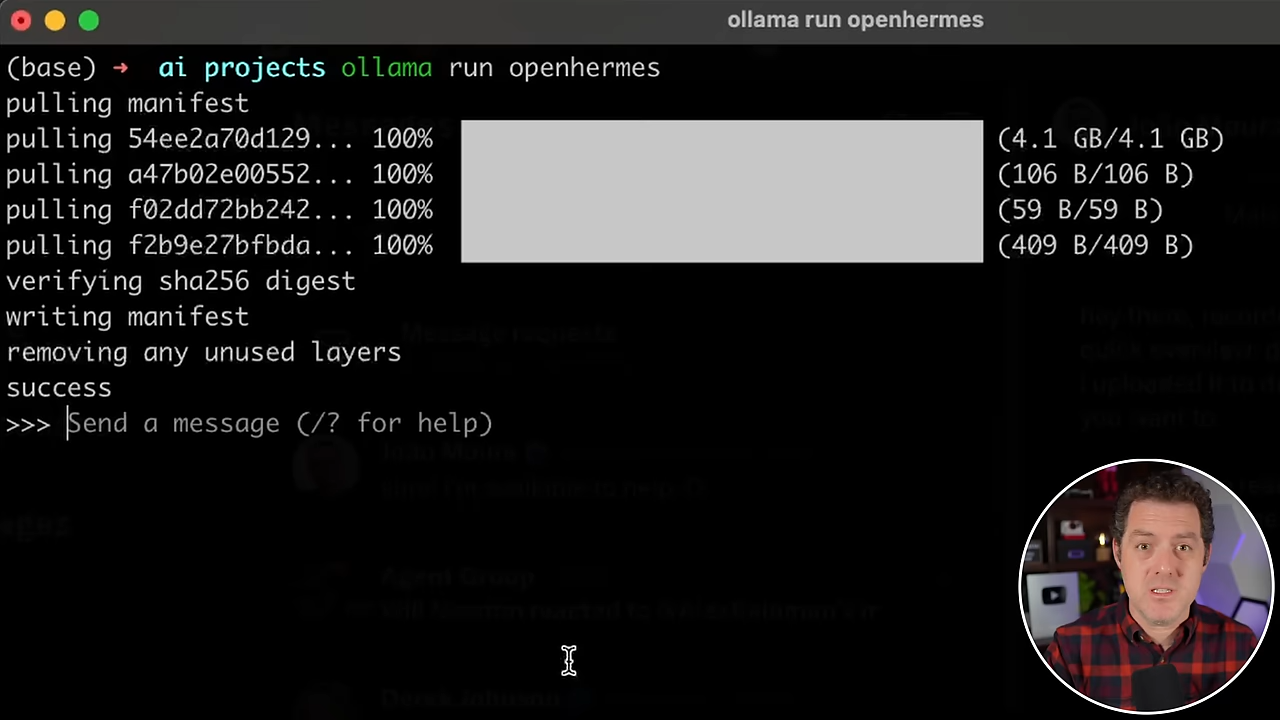 ollama run openhermes
(base) → ai projects ollama run openhermes
pulling manifest
pulling 54ee2a70d129... 100% (4.1 GB/4.1 GB)
pulling a47b02e00552... 100% (106 B/106 B)
pulling f02dd72bb242... 100% (59 B/59 B)
pulling f2b9e27bfbda... 100% (409 B/409 B)
verifying sha256 digest
writing manifest
removing any unused layers
success
>>> Send a message (/? for help)
Message requests